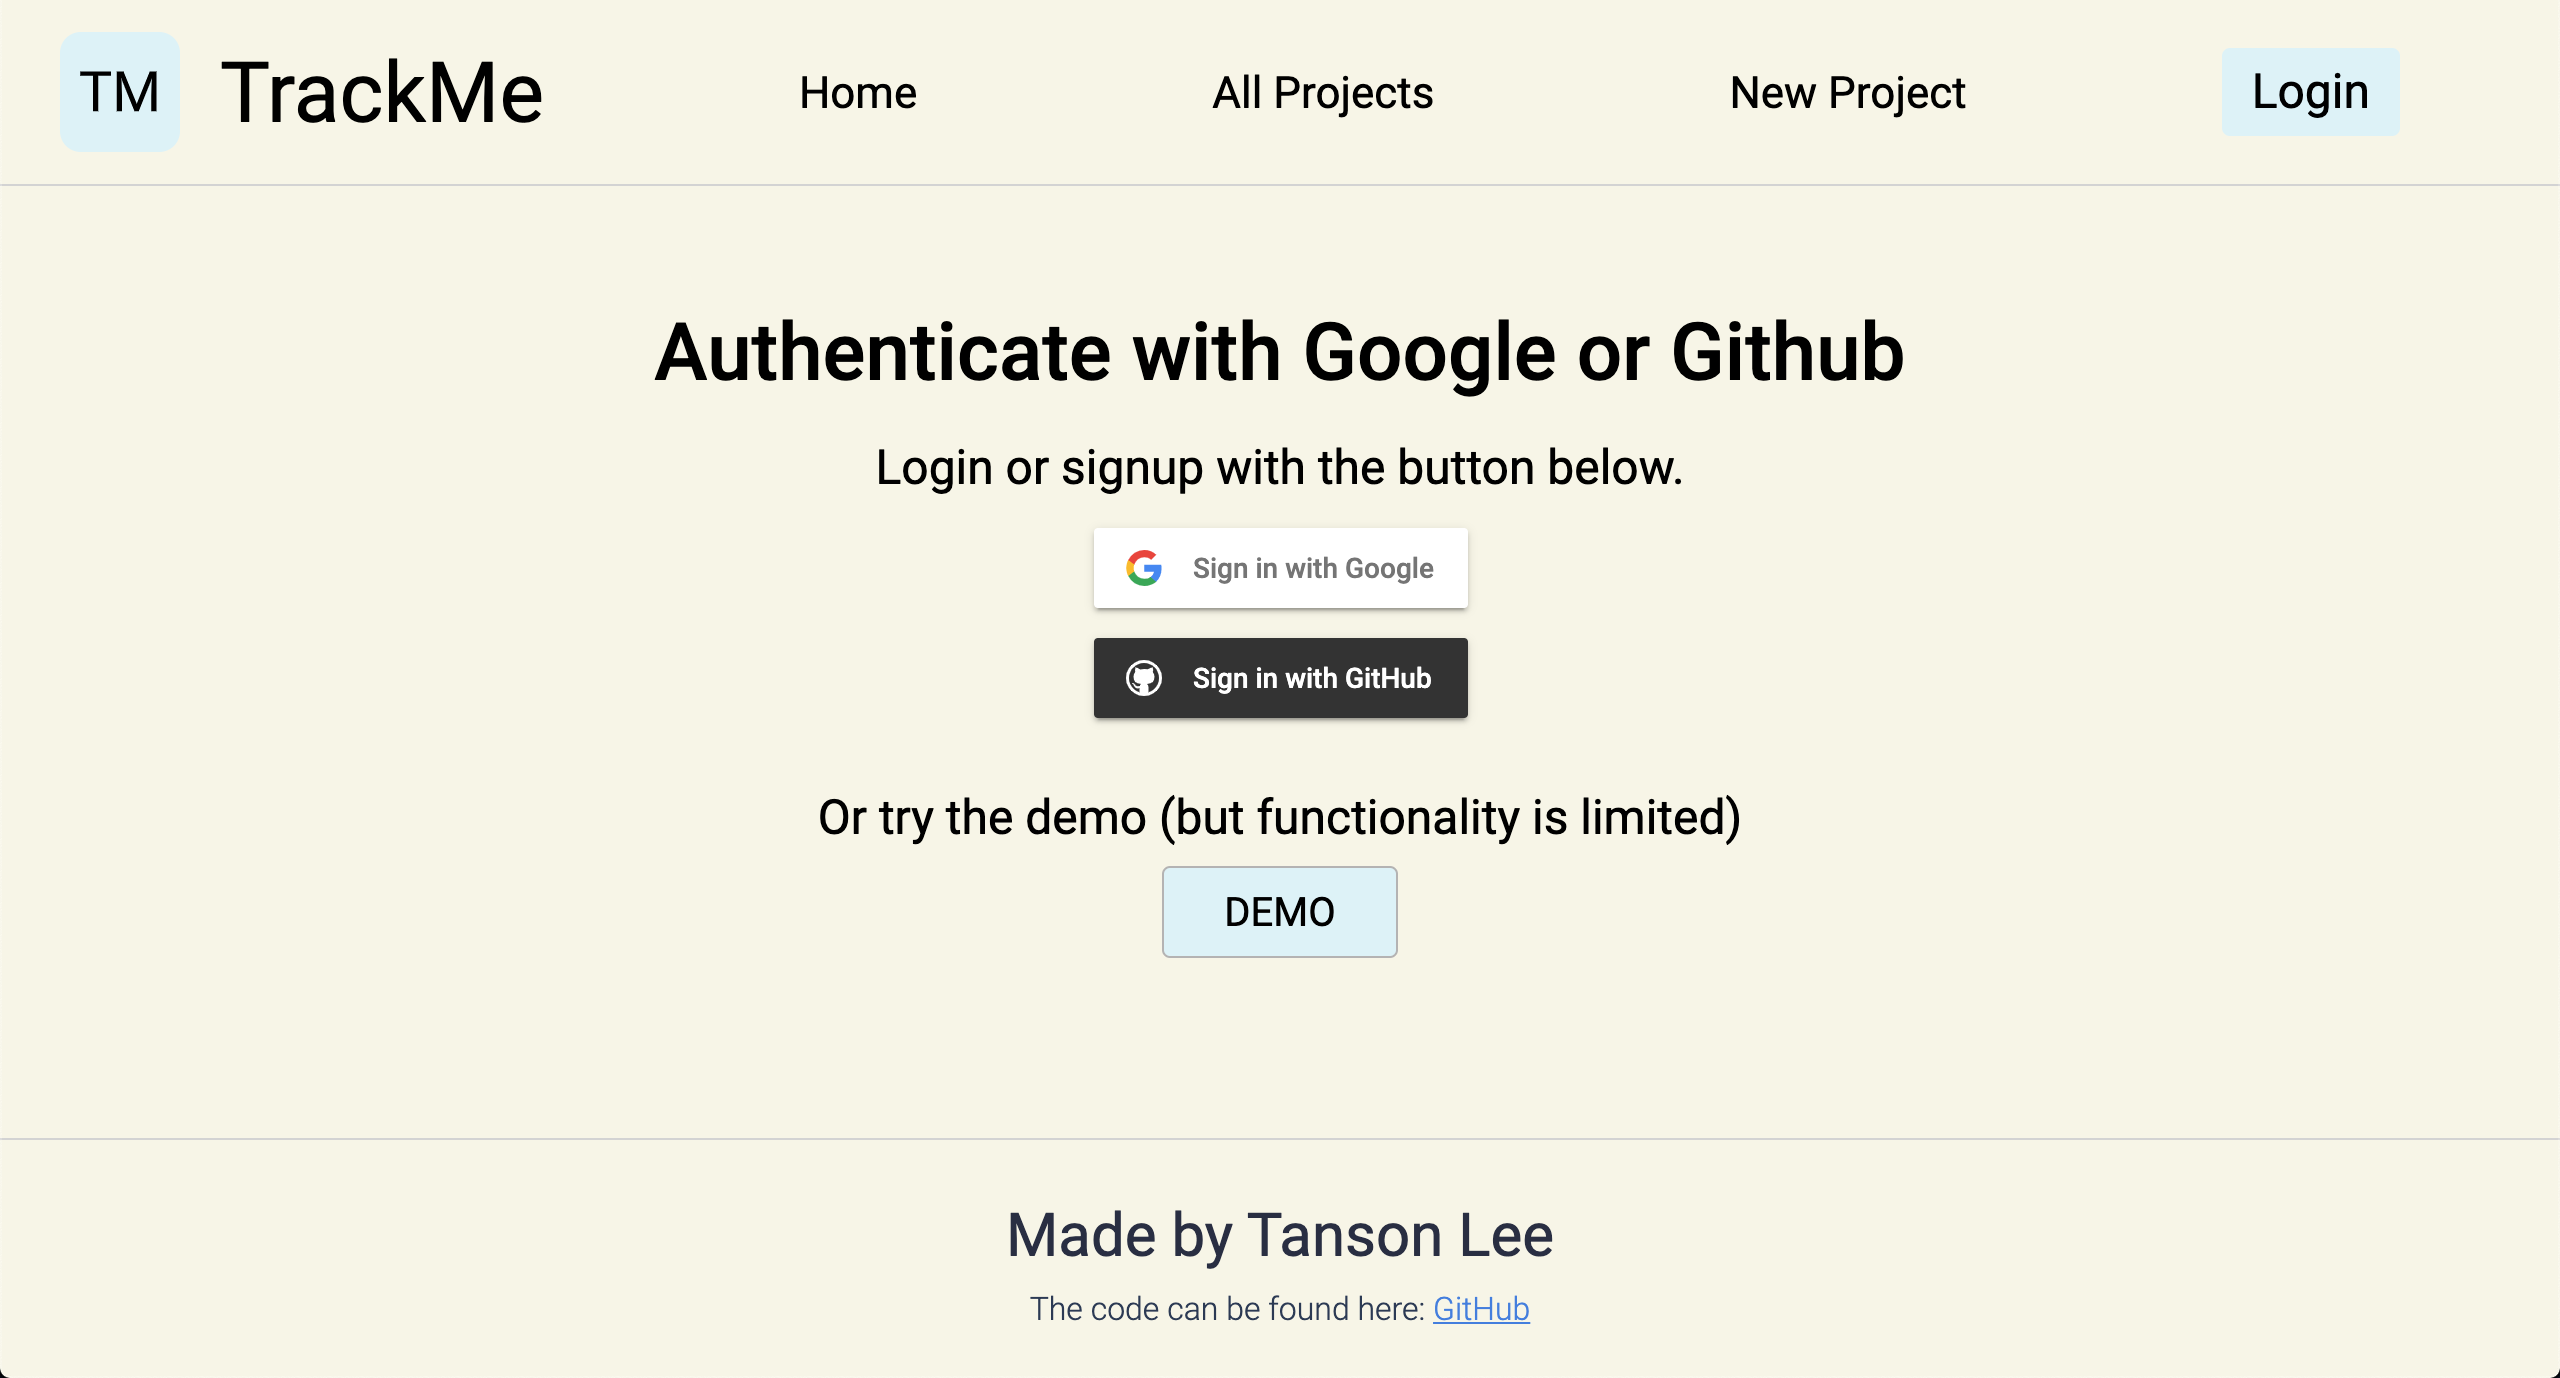 TM TrackMe Home All Projects New Project Login
Authenticate with Google or Github
Login or signup with the button below.
Sign in with Google
Sign in with GitHub
Or try the demo (but functionality is limited)
DEMO
Made by Tanson Lee
The code can be found here: GitHub